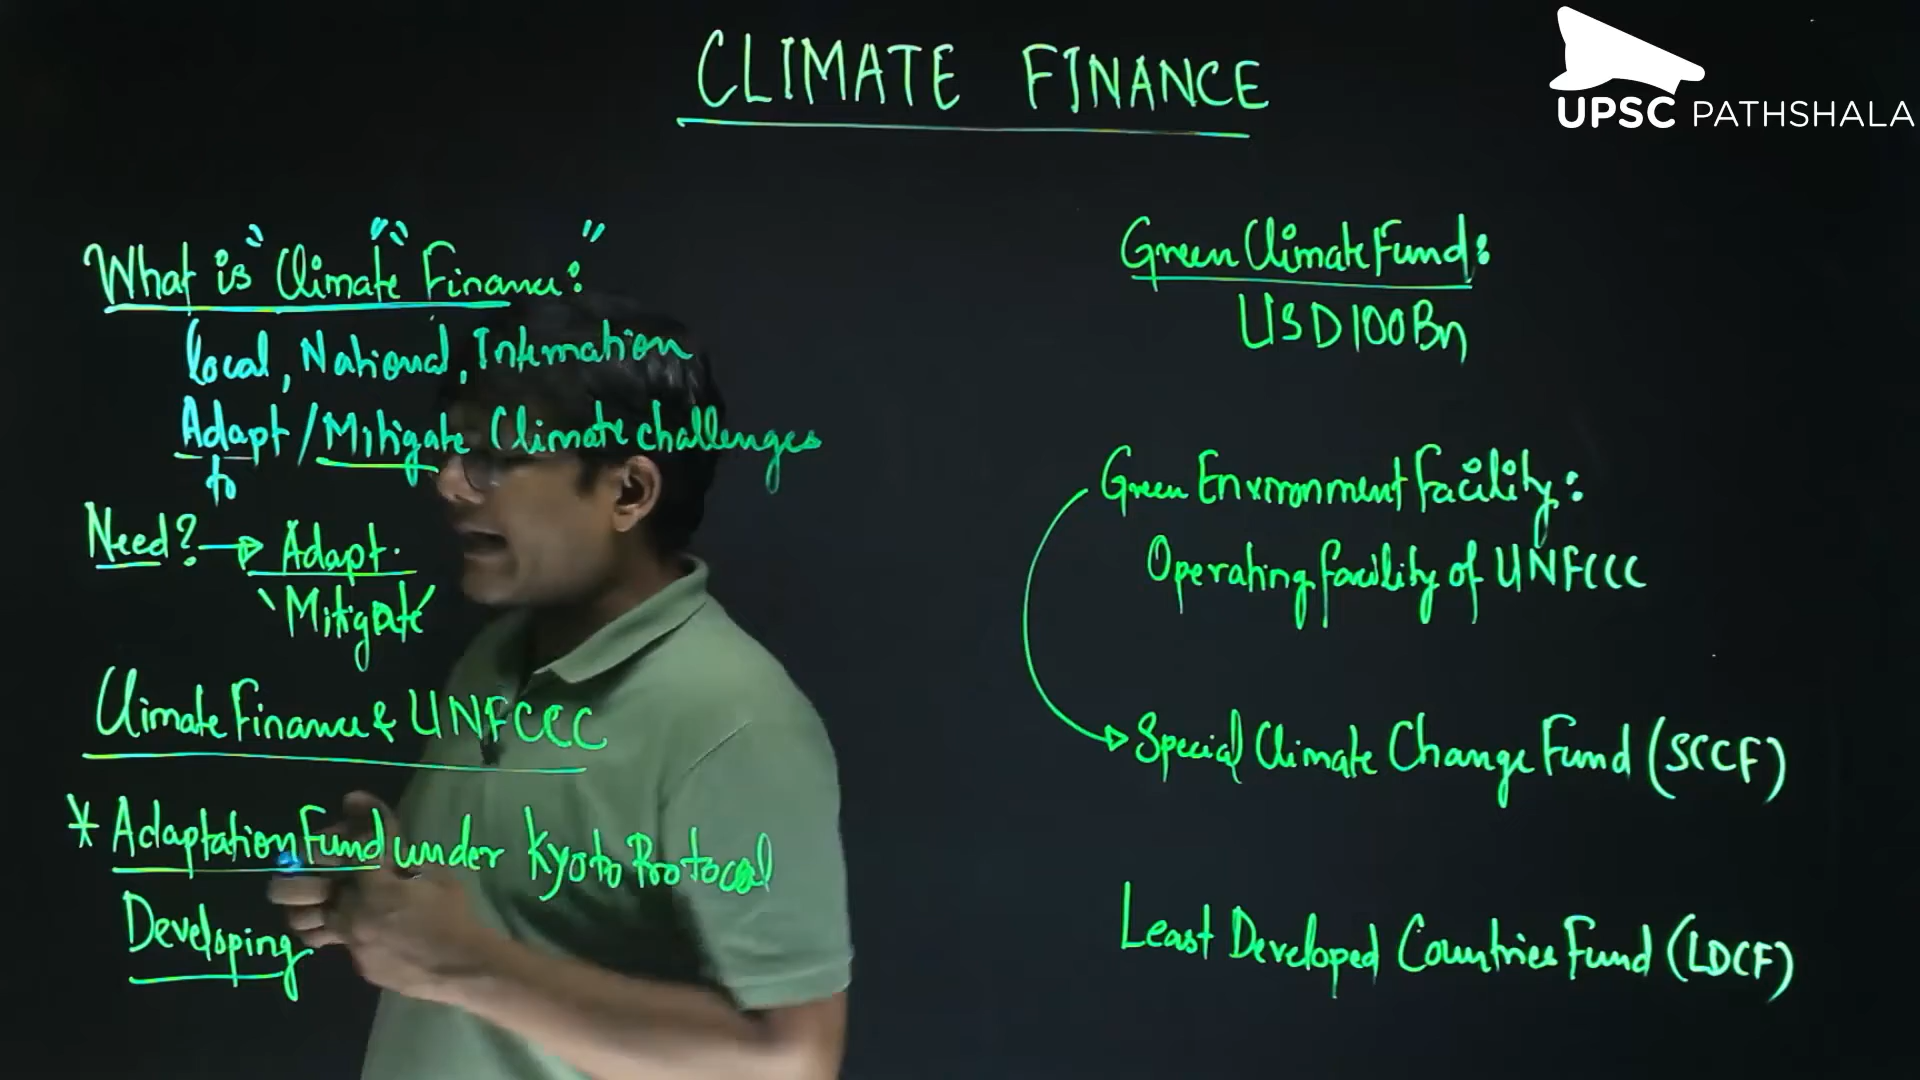 CLIMATE FINANCE
UPSC PATHSHALA
What is "Climate" "Finance":
Local, National, Internation
Adapt / Mitigate Climate challenges
to
Need? → Adapt.
Mitigate
Climate Finance & UNFCCC
* Adaptation Fund under Kyoto Protocol
Developing
Green Climate Fund:
USD 100 Bn
Green Environment Facility:
Operating facility of UNFCCC
Special Climate Change Fund (SCCF)
Least Developed Countries Fund (LDCF)